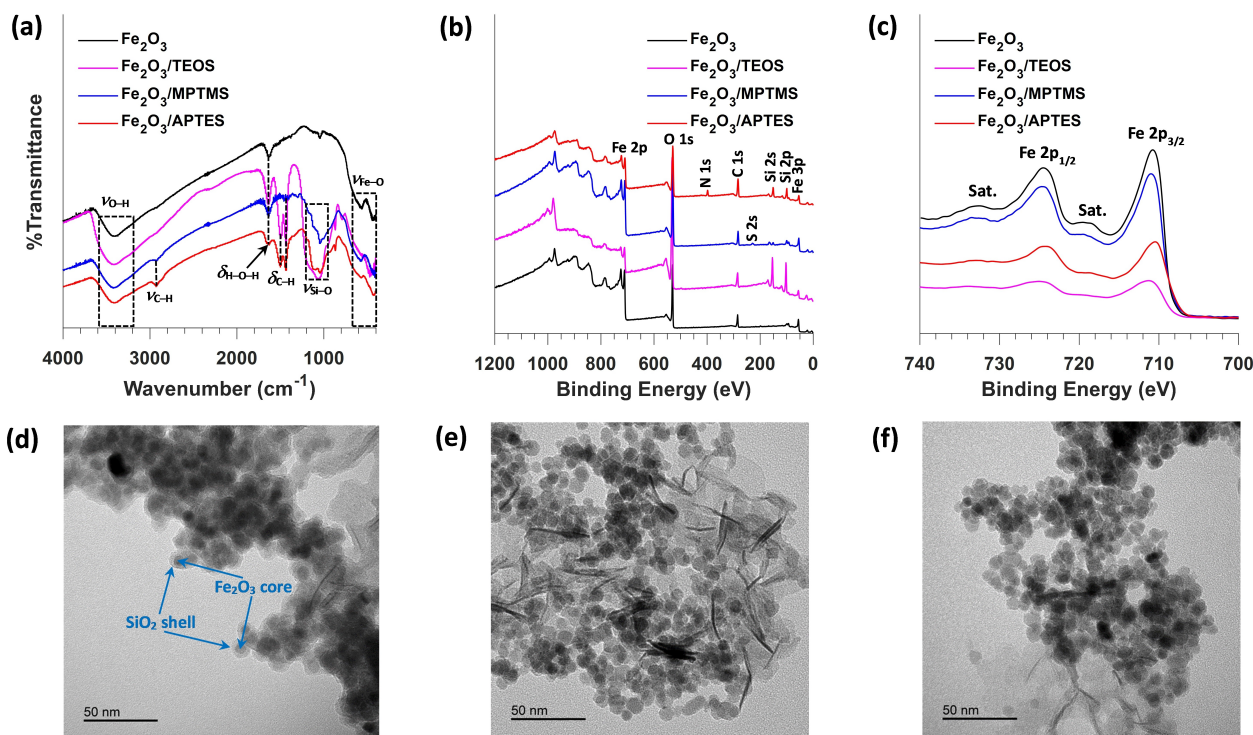 (a)
Fe₂O₃
Fe₂O₃/TEOS
Fe₂O₃/MPTMS
Fe₂O₃/APTES
νO–H
νFe–O
νC–H
δH–O–H
δC–H
νSi–O
%Transmittance
4000 3000 2000 1000
Wavenumber (cm⁻¹)
(b)
Fe₂O₃
Fe₂O₃/TEOS
Fe₂O₃/MPTMS
Fe₂O₃/APTES
Fe 2p
O 1s
N 1s
C 1s
Si 2s
Si 2p
Fe 3p
S 2s
1200 1000 800 600 400 200 0
Binding Energy (eV)
(c)
Fe₂O₃
Fe₂O₃/TEOS
Fe₂O₃/MPTMS
Fe₂O₃/APTES
Fe 2p₃/₂
Fe 2p₁/₂
Sat.
Sat.
740 730 720 710 700
Binding Energy (eV)
(d)
Fe₂O₃ core
SiO₂ shell
50 nm
(e)
50 nm
(f)
50 nm